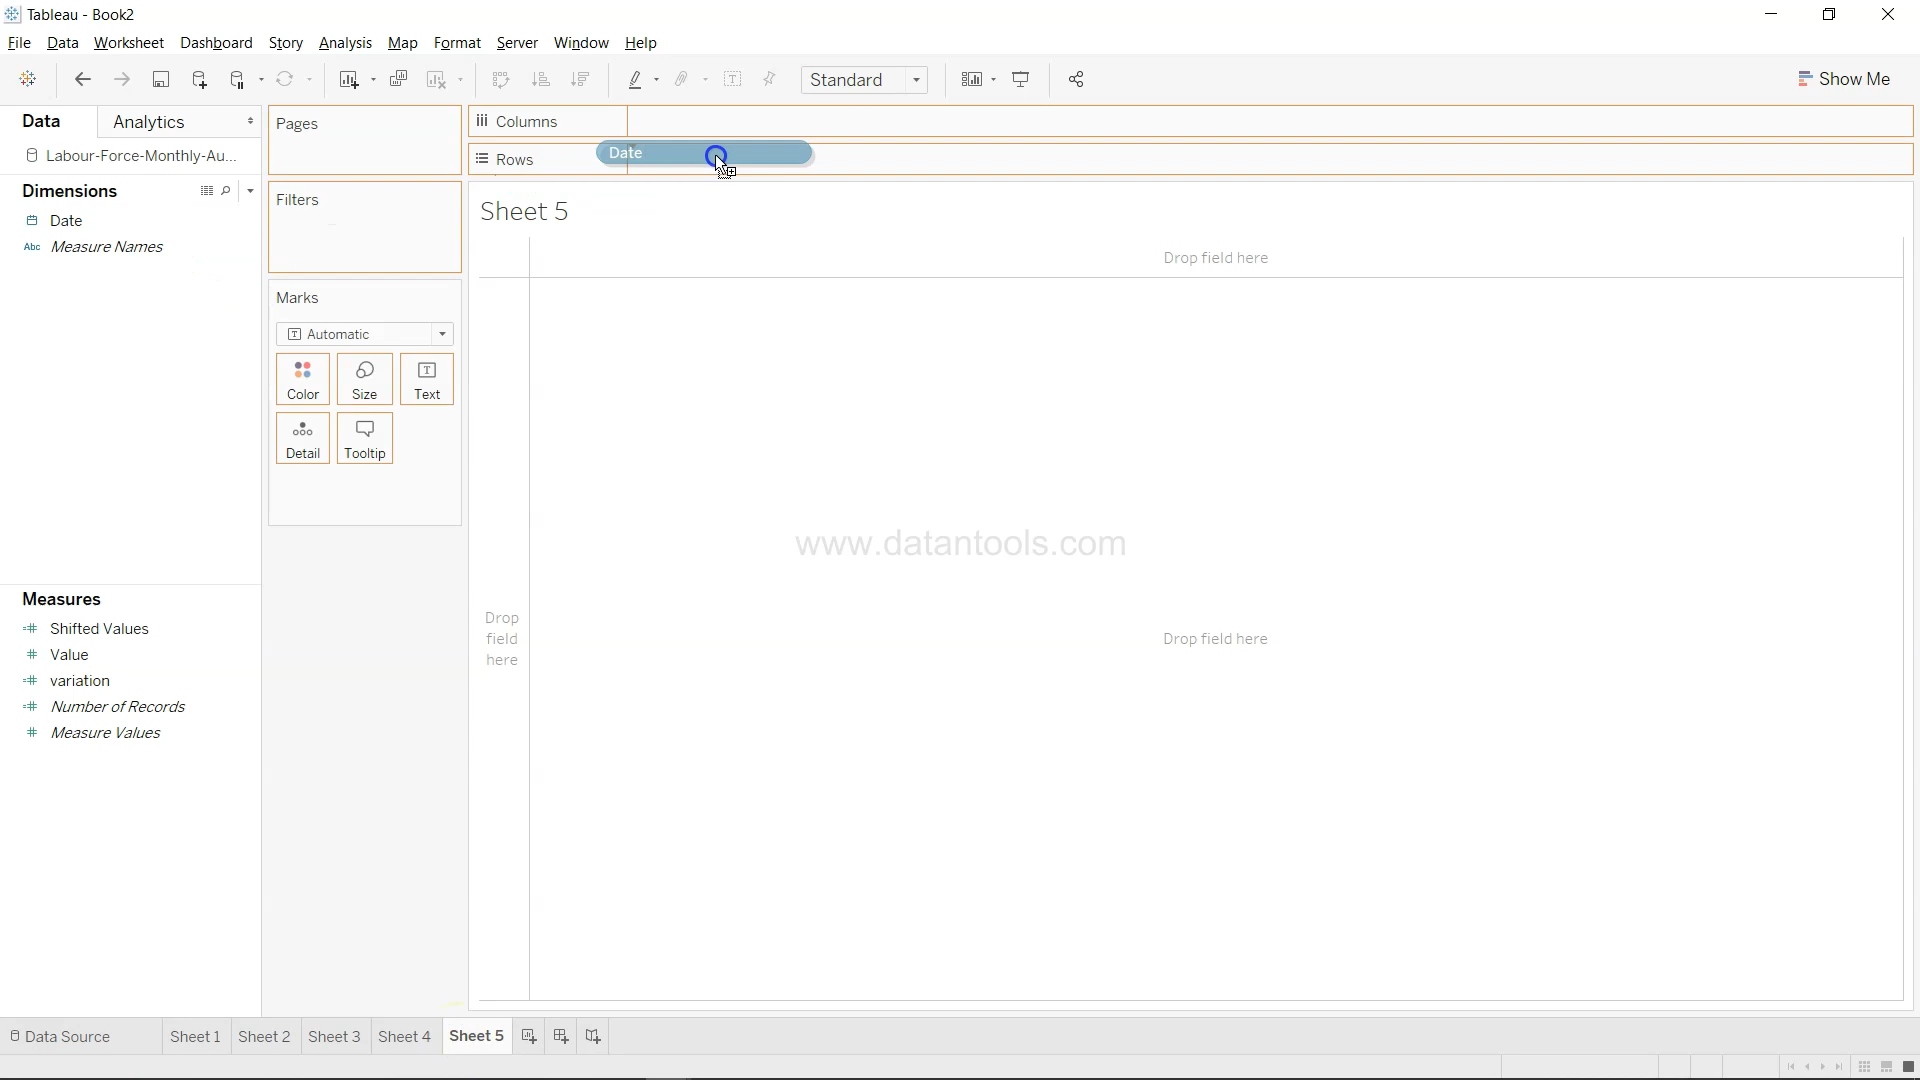 Tableau - Book2
File Data Worksheet Dashboard Story Analysis Map Format Server Window Help
Standard
Show Me
Data
Analytics
Pages
Columns
Labour-Force-Monthly-Au...
Date
Rows
Dimensions
Filters
Sheet 5
Date
Abc Measure Names
Drop field here
Marks
Automatic
Color
Size
Text
Detail
Tooltip
www.datantools.com
Measures
Shifted Values
Value
variation
Number of Records
Measure Values
Drop
field
here
Drop field here
Data Source
Sheet 1
Sheet 2
Sheet 3
Sheet 4
Sheet 5